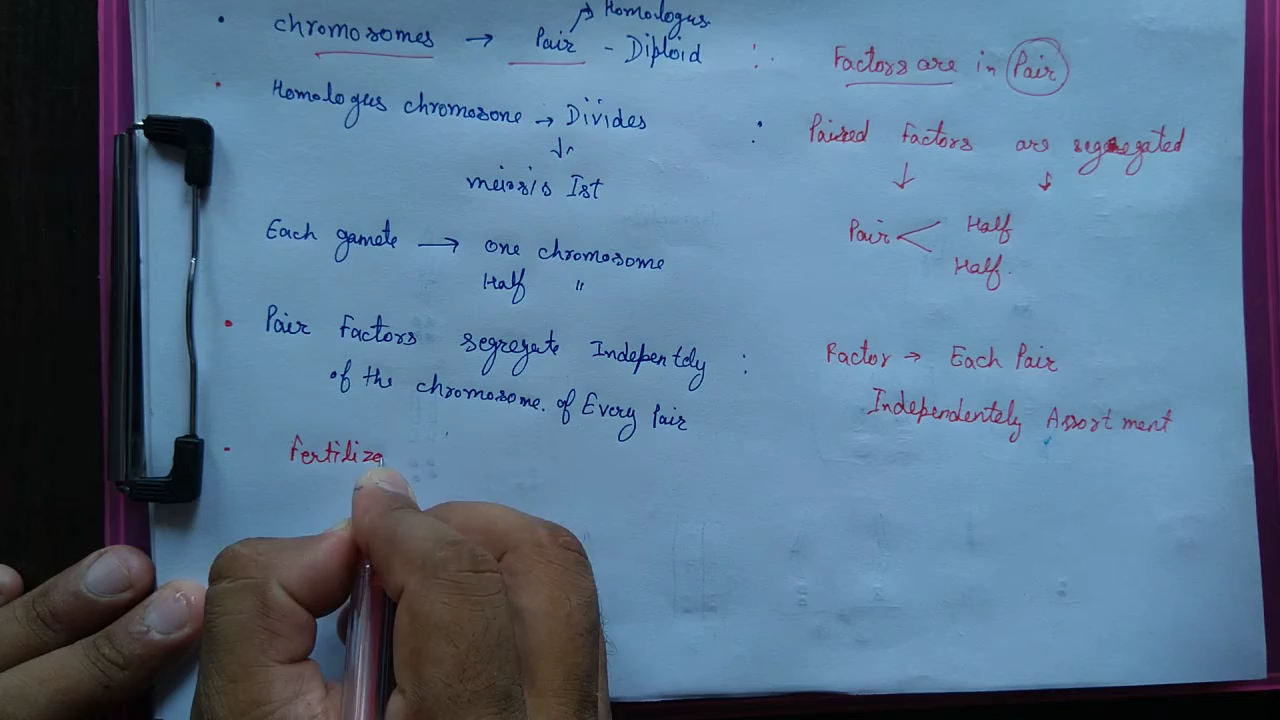 Homologus.
chromosomes → Pair - Diploid
Factors are in Pair
Homologus chromosone → Divides
meiosis Ist
Paired Factors are segregated
Pair < Half
Half.
Each gamete → one chromosome
Half "
Pair Factors segregate Indepentdy
of the chromosome. of Every Pair
Factor → Each Pair
Independentely Assortment
Fertiliza